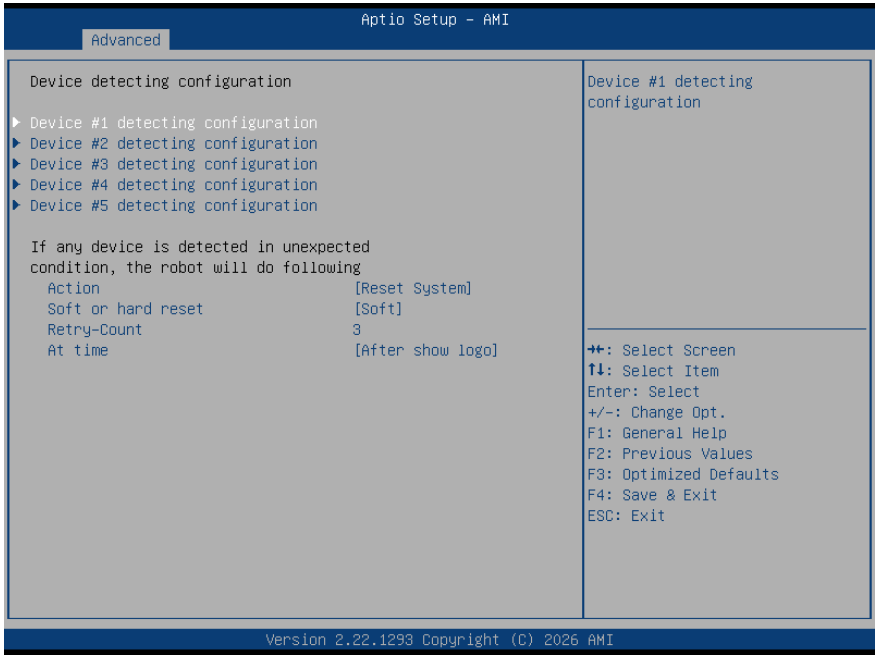 Aptio Setup - AMI
Advanced
Device detecting configuration
Device #1 detecting configuration
Device #2 detecting configuration
Device #3 detecting configuration
Device #4 detecting configuration
Device #5 detecting configuration
If any device is detected in unexpected
condition, the robot will do following
Action [Reset System]
Soft or hard reset [Soft]
Retry-Count 3
At time [After show logo]
Device #1 detecting
configuration
→←: Select Screen
↑↓: Select Item
Enter: Select
+/-: Change Opt.
F1: General Help
F2: Previous Values
F3: Optimized Defaults
F4: Save & Exit
ESC: Exit
Version 2.22.1293 Copyright (C) 2026 AMI